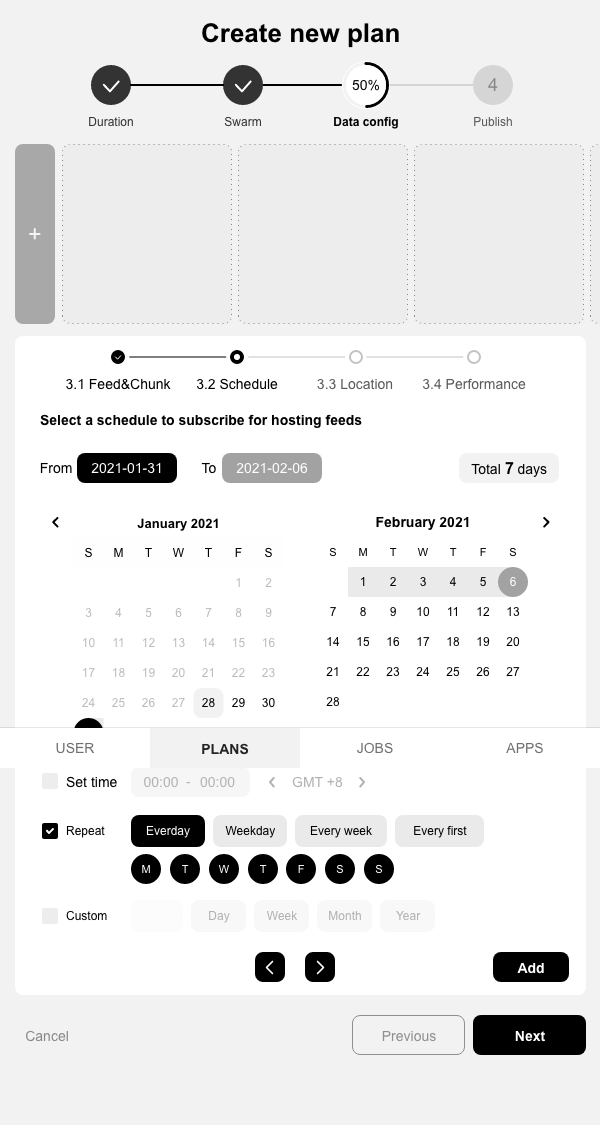 Create new plan
50%
4
Duration
Swarm
Data config
Publish
+
3.1 Feed&Chunk
3.2 Schedule
3.3 Location
3.4 Performance
Select a schedule to subscribe for hosting feeds
From 2021-01-31 To 2021-02-06 Total 7 days
January 2021
S M T W T F S
1 2
3 4 5 6 7 8 9
10 11 12 13 14 15 16
17 18 19 20 21 22 23
24 25 26 27 28 29 30
February 2021
S M T W T F S
1 2 3 4 5 6
7 8 9 10 11 12 13
14 15 16 17 18 19 20
21 22 23 24 25 26 27
28
USER PLANS JOBS APPS
Set time 00:00 - 00:00 GMT +8
Repeat Everday Weekday Every week Every first
M T W T F S S
Custom Day Week Month Year
Add
Cancel Previous Next